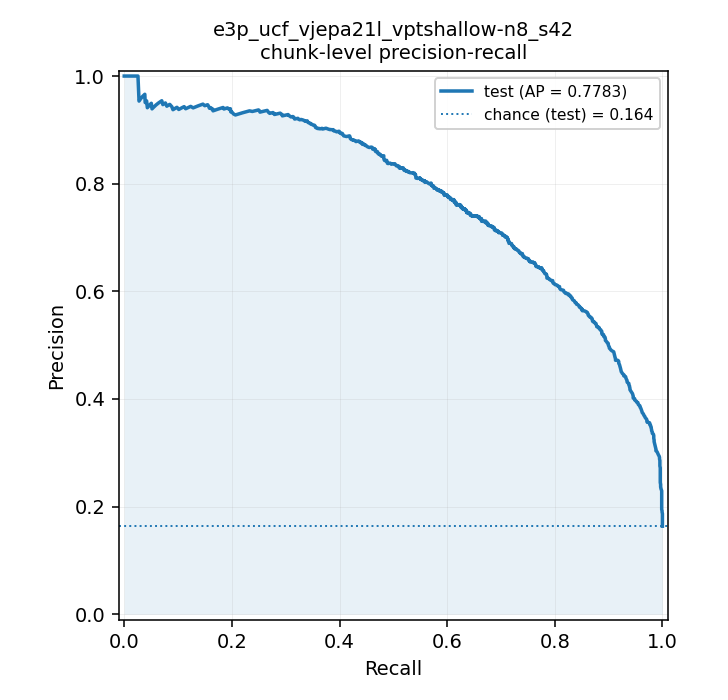 e3p_ucf_vjepa21l_vptshallow-n8_s42
chunk-level precision-recall
test (AP = 0.7783)
chance (test) = 0.164
Precision
1.0
0.8
0.6
0.4
0.2
0.0
0.0 0.2 0.4 0.6 0.8 1.0
Recall